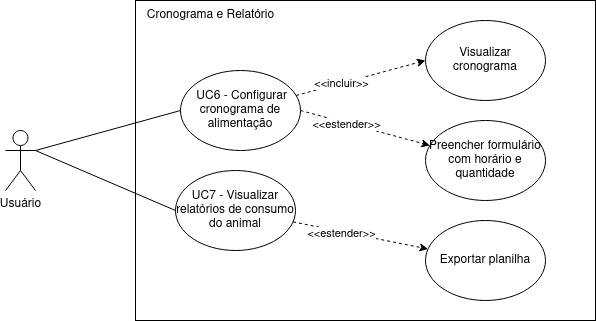 Cronograma e Relatório
Visualizar
cronograma
<<incluir>>
UC6 - Configurar
cronograma de
alimentação
<<estender>>
Preencher formulário
com horário e
quantidade
Usuário
UC7 - Visualizar
relatórios de consumo
do animal
<<estender>>
Exportar planilha